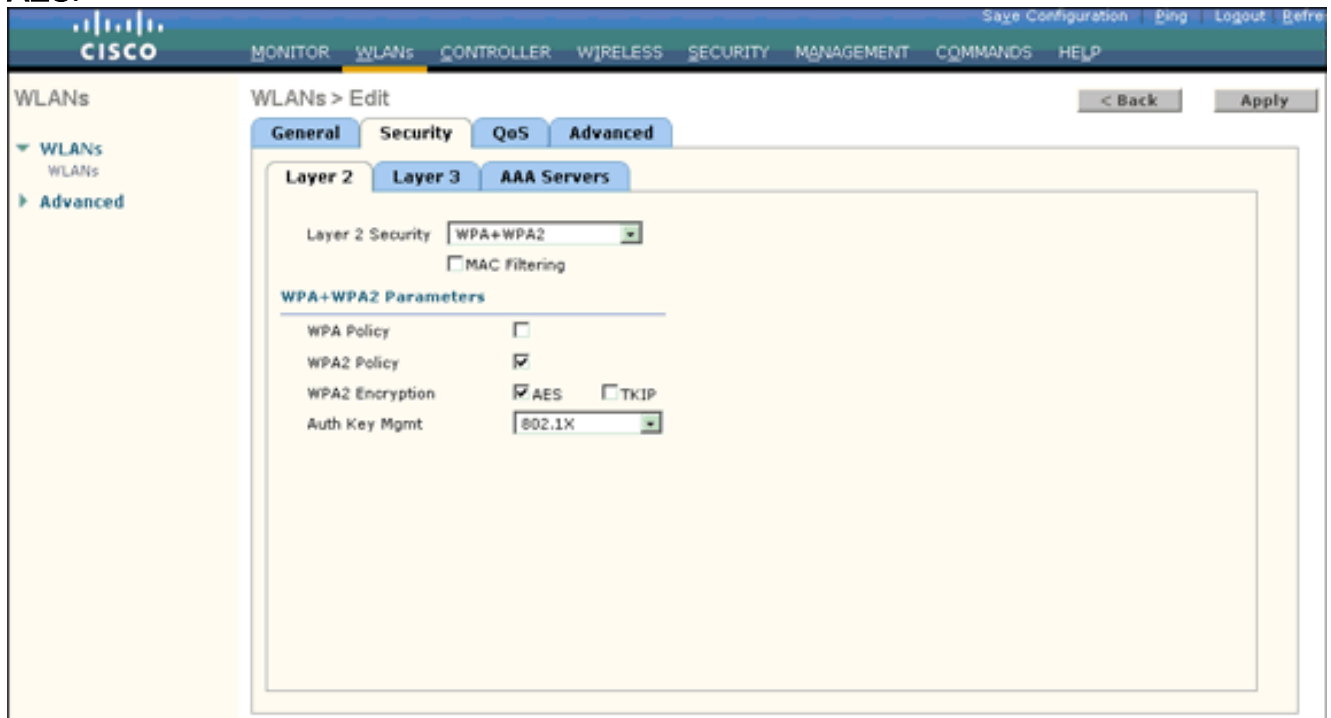 AES.
Save Configuration Ping Logout Refre
CISCO
MONITOR WLANs CONTROLLER WIRELESS SECURITY MANAGEMENT COMMANDS HELP
WLANs
WLANs
WLANs
Advanced
WLANs > Edit
< Back Apply
General Security QoS Advanced
Layer 2 Layer 3 AAA Servers
Layer 2 Security WPA+WPA2
MAC Filtering
WPA+WPA2 Parameters
WPA Policy
WPA2 Policy
WPA2 Encryption AES TKIP
Auth Key Mgmt 802.1X